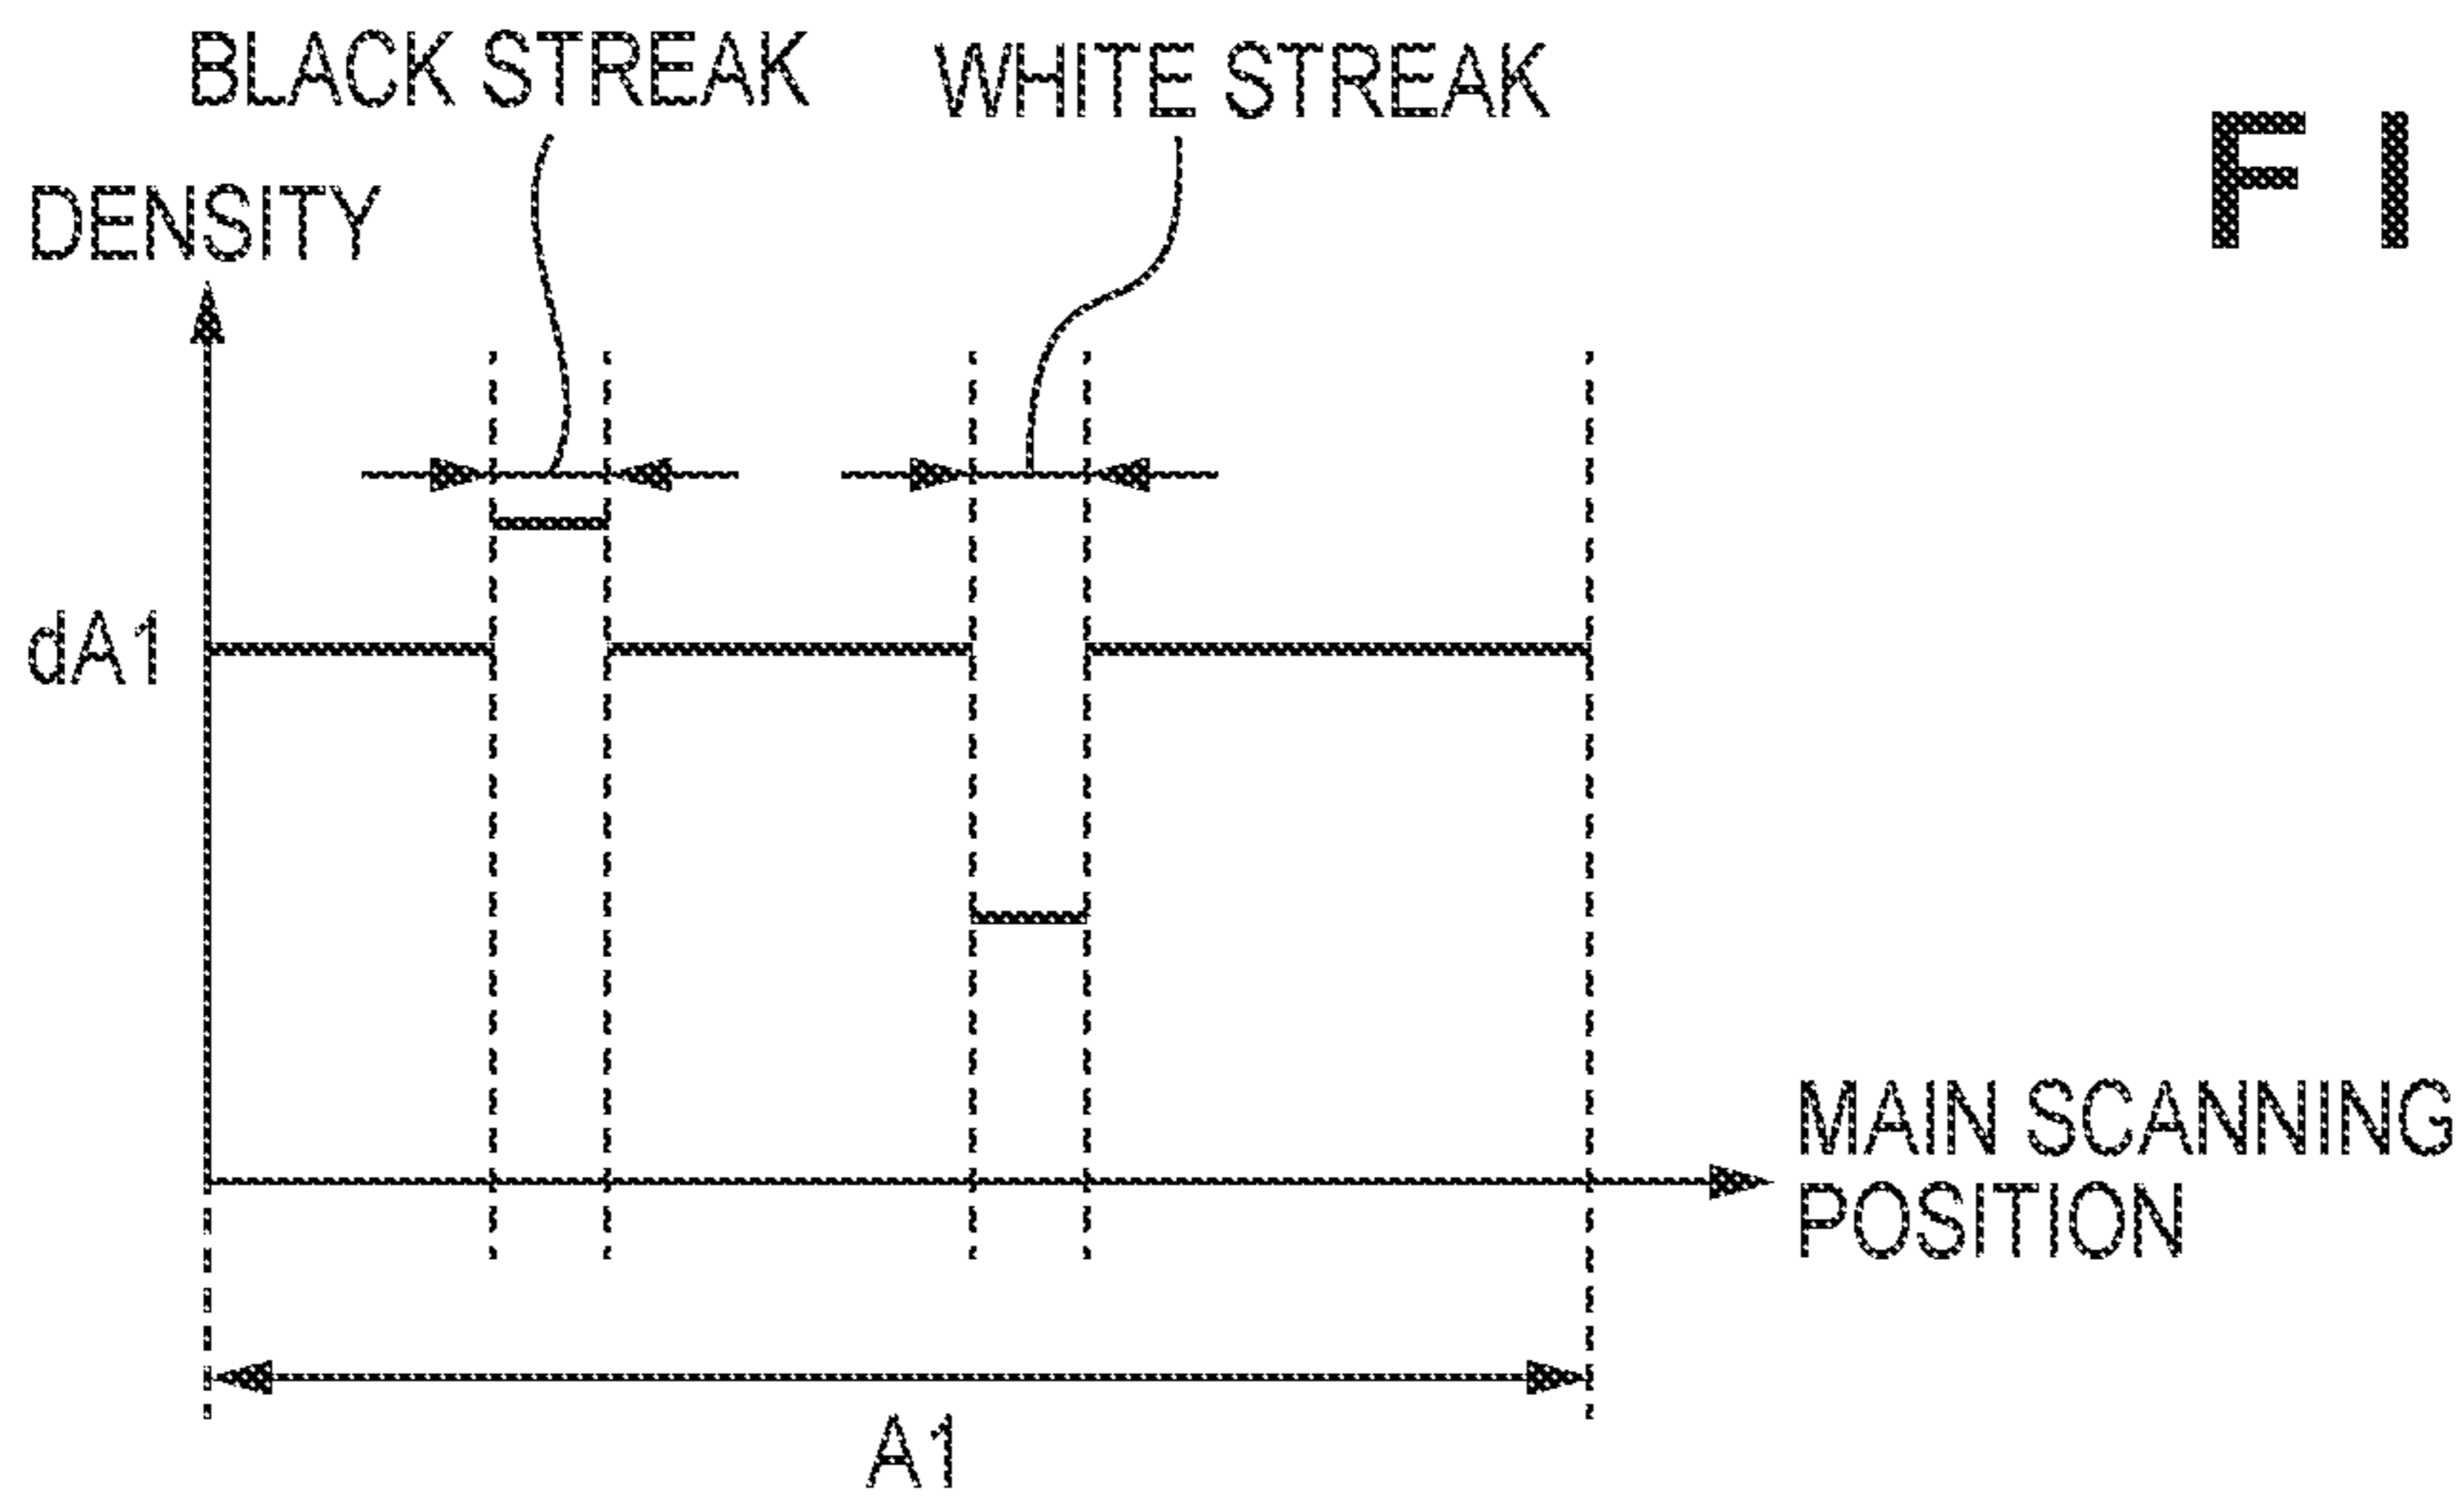 BLACK STREAK
WHITE STREAK
F I
DENSITY
dA1
MAIN SCANNING
POSITION
A1